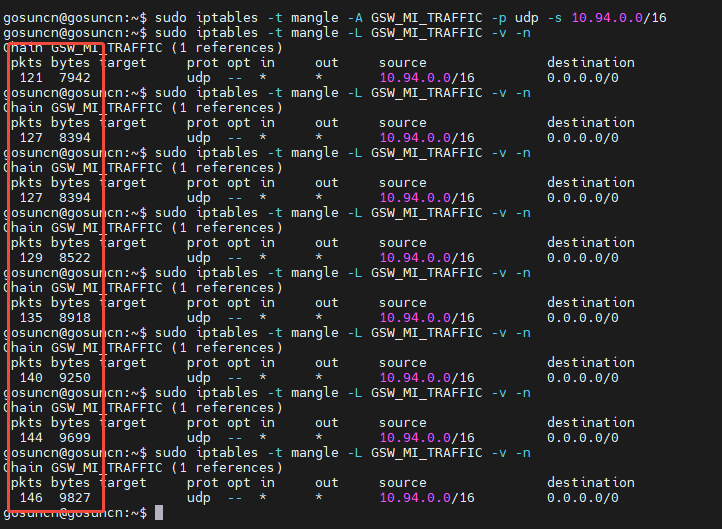 gosuncn@gosuncn:~$ sudo iptables -t mangle -A GSW_MI_TRAFFIC -p udp -s 10.94.0.0/16
gosuncn@gosuncn:~$ sudo iptables -t mangle -L GSW_MI_TRAFFIC -v -n
Chain GSW_MI_TRAFFIC (1 references)
pkts bytes target prot opt in out source destination
121 7942 udp -- * * 10.94.0.0/16 0.0.0.0/0
gosuncn@gosuncn:~$ sudo iptables -t mangle -L GSW_MI_TRAFFIC -v -n
Chain GSW_MI_TRAFFIC (1 references)
pkts bytes target prot opt in out source destination
127 8394 udp -- * * 10.94.0.0/16 0.0.0.0/0
gosuncn@gosuncn:~$ sudo iptables -t mangle -L GSW_MI_TRAFFIC -v -n
Chain GSW_MI_TRAFFIC (1 references)
pkts bytes target prot opt in out source destination
127 8394 udp -- * * 10.94.0.0/16 0.0.0.0/0
gosuncn@gosuncn:~$ sudo iptables -t mangle -L GSW_MI_TRAFFIC -v -n
Chain GSW_MI_TRAFFIC (1 references)
pkts bytes target prot opt in out source destination
129 8522 udp -- * * 10.94.0.0/16 0.0.0.0/0
gosuncn@gosuncn:~$ sudo iptables -t mangle -L GSW_MI_TRAFFIC -v -n
Chain GSW_MI_TRAFFIC (1 references)
pkts bytes target prot opt in out source destination
135 8918 udp -- * * 10.94.0.0/16 0.0.0.0/0
gosuncn@gosuncn:~$ sudo iptables -t mangle -L GSW_MI_TRAFFIC -v -n
Chain GSW_MI_TRAFFIC (1 references)
pkts bytes target prot opt in out source destination
140 9250 udp -- * * 10.94.0.0/16 0.0.0.0/0
gosuncn@gosuncn:~$ sudo iptables -t mangle -L GSW_MI_TRAFFIC -v -n
Chain GSW_MI_TRAFFIC (1 references)
pkts bytes target prot opt in out source destination
144 9699 udp -- * * 10.94.0.0/16 0.0.0.0/0
gosuncn@gosuncn:~$ sudo iptables -t mangle -L GSW_MI_TRAFFIC -v -n
Chain GSW_MI_TRAFFIC (1 references)
pkts bytes target prot opt in out source destination
146 9827 udp -- * * 10.94.0.0/16 0.0.0.0/0
gosuncn@gosuncn:~$